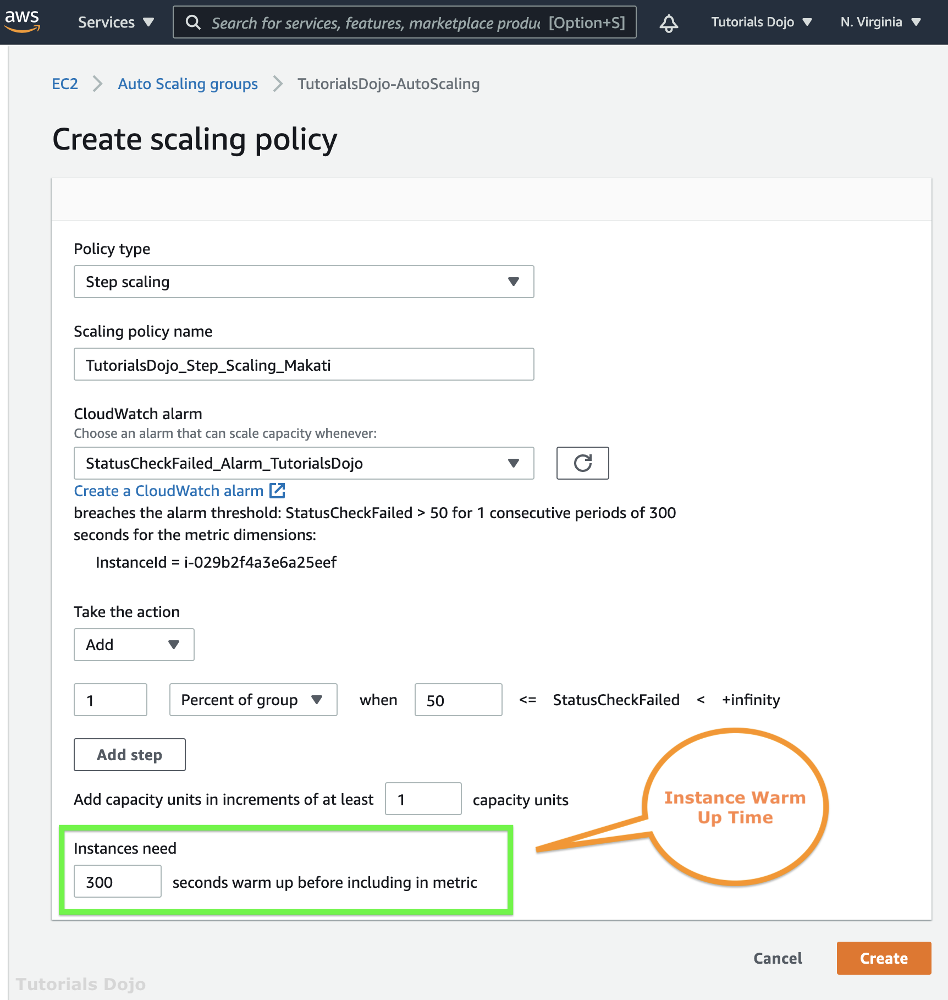 aws Services Search for services, features, marketplace produc [Option+S] Tutorials Dojo N. Virginia
EC2 Auto Scaling groups TutorialsDojo-AutoScaling
Create scaling policy
Policy type
Step scaling
Scaling policy name
TutorialsDojo_Step_Scaling_Makati
CloudWatch alarm
Choose an alarm that can scale capacity whenever:
StatusCheckFailed_Alarm_TutorialsDojo
Create a CloudWatch alarm
breaches the alarm threshold: StatusCheckFailed > 50 for 1 consecutive periods of 300
seconds for the metric dimensions:
InstanceId = i-029b2f4a3e6a25eef
Take the action
Add
1 Percent of group when 50 <= StatusCheckFailed < +infinity
Add step
Add capacity units in increments of at least 1 capacity units
Instance Warm
Up Time
Instances need
300 seconds warm up before including in metric
Cancel Create
Tutorials Dojo